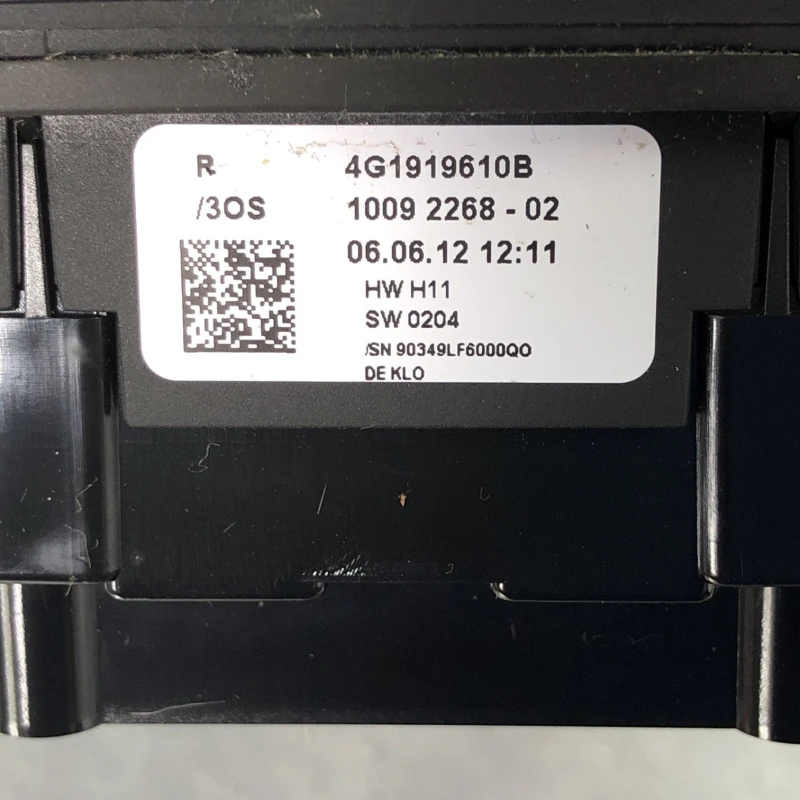 R 4G1919610B
/3OS 1009 2268 - 02
06.06.12 12:11
HW H11
SW 0204
/SN 90349LF6000QO
DE KLO